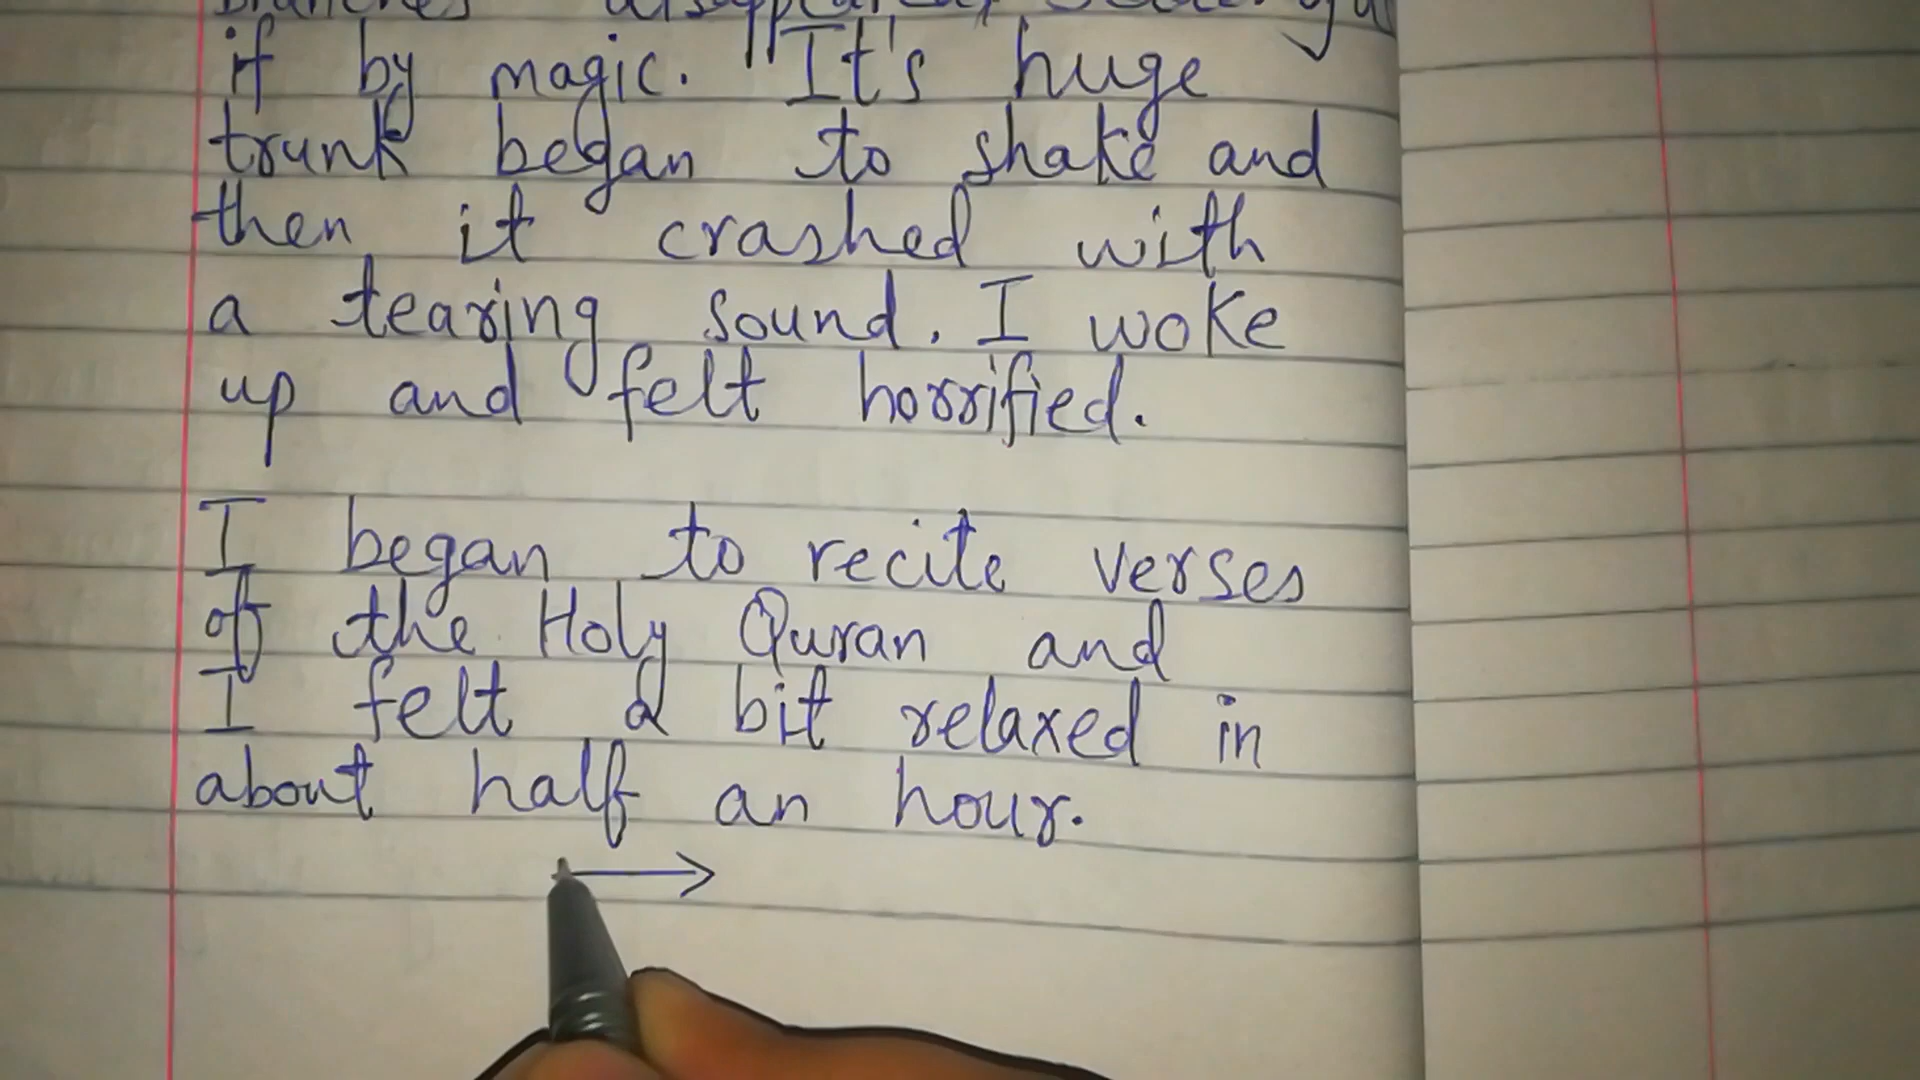 branches disappeared
if by magic. "It's huge
trunk began to shake and
then it crashed with
a tearing sound. I woke
up and felt horrified.
I began to recite verses
of the Holy Quran and
I felt a bit relaxed in
about half an hour.